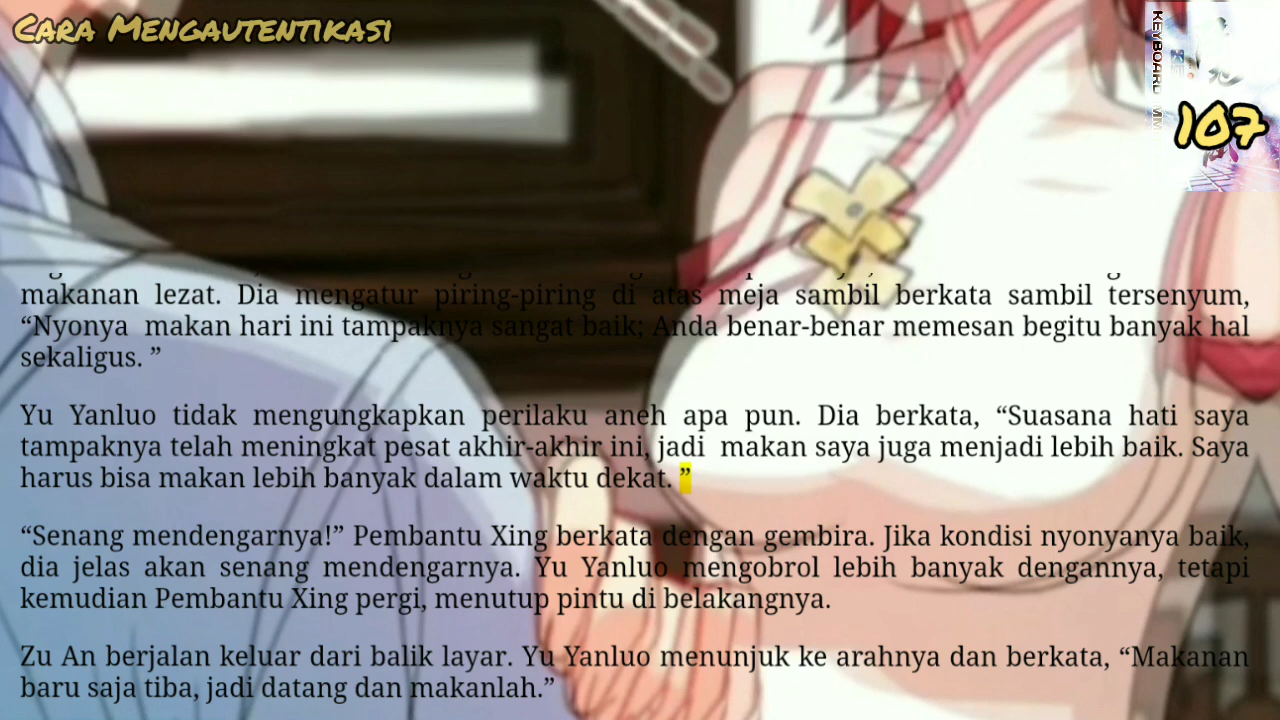 Cara Mengautentikasi
KEYBOARD
107
makanan lezat. Dia mengatur piring-piring di atas meja sambil berkata sambil tersenyum,
“Nyonya makan hari ini tampaknya sangat baik; Anda benar-benar memesan begitu banyak hal
sekaligus. ”
Yu Yanluo tidak mengungkapkan perilaku aneh apa pun. Dia berkata, “Suasana hati saya
tampaknya telah meningkat pesat akhir-akhir ini, jadi makan saya juga menjadi lebih baik. Saya
harus bisa makan lebih banyak dalam waktu dekat. ”
“Senang mendengarnya!” Pembantu Xing berkata dengan gembira. Jika kondisi nyonyanya baik,
dia jelas akan senang mendengarnya. Yu Yanluo mengobrol lebih banyak dengannya, tetapi
kemudian Pembantu Xing pergi, menutup pintu di belakangnya.
Zu An berjalan keluar dari balik layar. Yu Yanluo menunjuk ke arahnya dan berkata, “Makanan
baru saja tiba, jadi datang dan makanlah.”